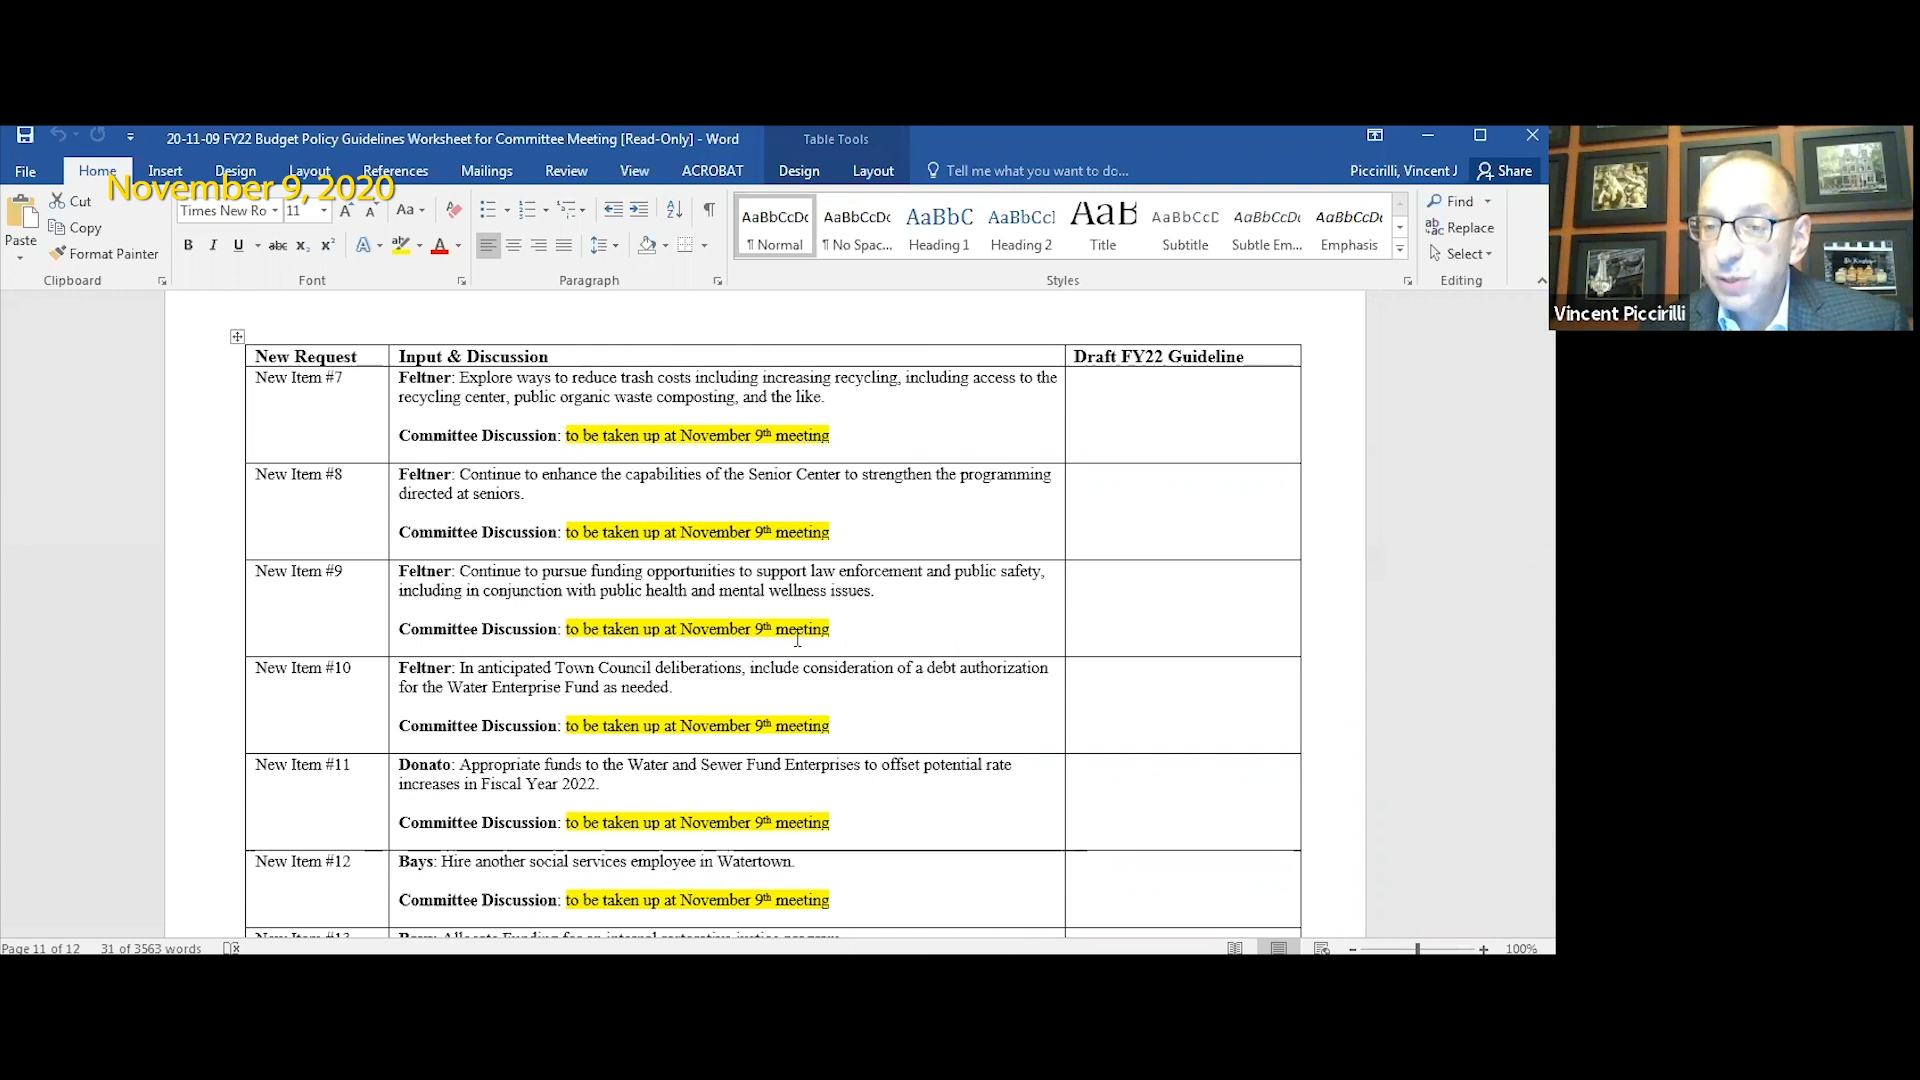 20-11-09 FY22 Budget Policy Guidelines Worksheet for Committee Meeting [Read-Only] - Word
Table Tools
File Home Insert Design Layout References Mailings Review View ACROBAT Design Layout Tell me what you want to do... Piccirilli, Vincent J Share
November 9, 2020
Cut
Copy
Format Painter
Paste
Clipboard
Times New Ro 11
Font
Paragraph
AaBbCcDc AaBbCcDc AaBbC AaBbCcI AaB AaBbCcD AaBbCcDc AaBbCcDc
¶ Normal ¶ No Spac... Heading 1 Heading 2 Title Subtitle Subtle Em... Emphasis
Styles
Find
Replace
Select
Editing
Vincent Piccirilli
New Request Input & Discussion Draft FY22 Guideline
New Item #7 Feltner: Explore ways to reduce trash costs including increasing recycling, including access to the
recycling center, public organic waste composting, and the like.
Committee Discussion: to be taken up at November 9th meeting
New Item #8 Feltner: Continue to enhance the capabilities of the Senior Center to strengthen the programming
directed at seniors.
Committee Discussion: to be taken up at November 9th meeting
New Item #9 Feltner: Continue to pursue funding opportunities to support law enforcement and public safety,
including in conjunction with public health and mental wellness issues.
Committee Discussion: to be taken up at November 9th meeting
New Item #10 Feltner: In anticipated Town Council deliberations, include consideration of a debt authorization
for the Water Enterprise Fund as needed.
Committee Discussion: to be taken up at November 9th meeting
New Item #11 Donato: Appropriate funds to the Water and Sewer Fund Enterprises to offset potential rate
increases in Fiscal Year 2022.
Committee Discussion: to be taken up at November 9th meeting
New Item #12 Bays: Hire another social services employee in Watertown.
Committee Discussion: to be taken up at November 9th meeting
New Item #13 Bays: Allocate Funding for an internal restorative justice program
Page 11 of 12 31 of 3563 words 100%